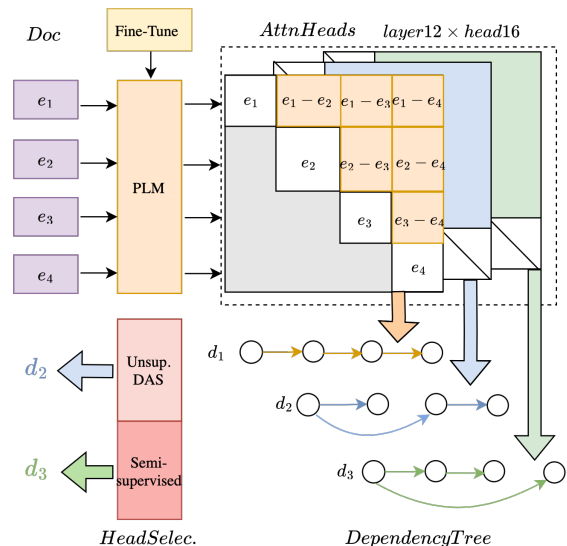 Doc
Fine-Tune
AttnHeads
layer12 × head16
e₁
e₂
e₃
e₄
PLM
e₁
e₁ − e₂
e₁ − e₃
e₁ − e₄
e₂
e₂ − e₃
e₂ − e₄
e₃
e₃ − e₄
e₄
d₁
d₂
d₃
Unsup.
DAS
Semi-
supervised
d₂
d₃
HeadSelec.
DependencyTree